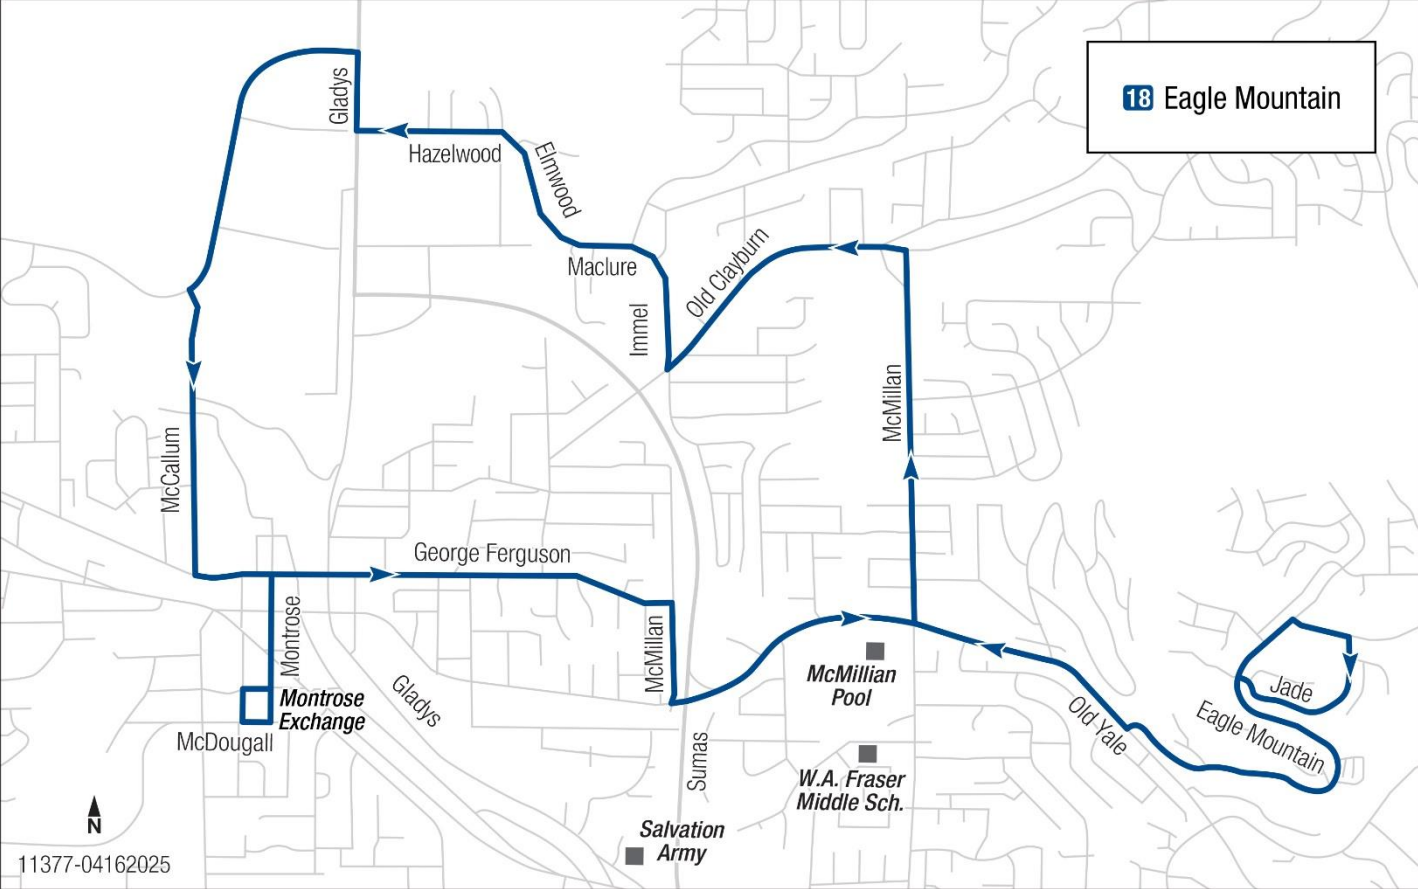 18 Eagle Mountain
Gladys
Hazelwood
Elmwood
Maclure
Old Clayburn
Immel
McMillan
McCallum
George Ferguson
Montrose
McMillan
McMillian
Pool
Jade
Eagle Mountain
Old Yale
Montrose
Exchange
Gladys
McDougall
Sumas
W.A. Fraser
Middle Sch.
Salvation
Army
N
11377-04162025